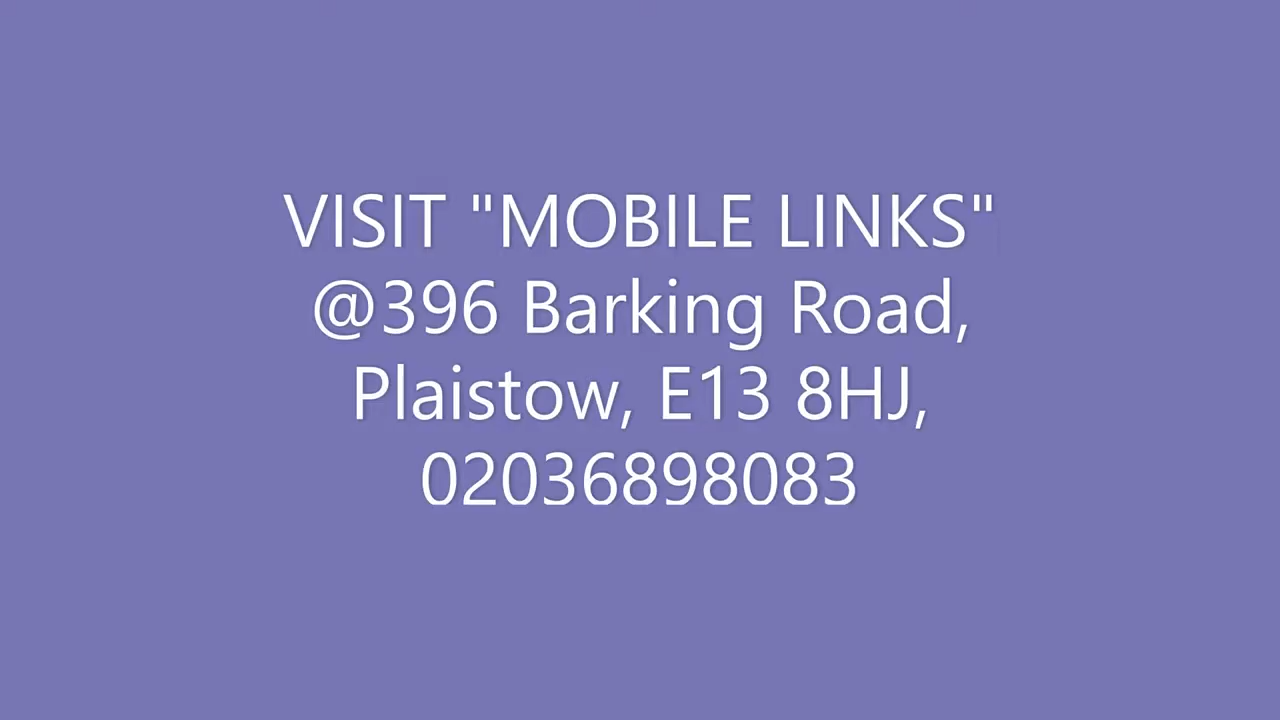 VISIT "MOBILE LINKS"
@396 Barking Road,
Plaistow, E13 8HJ,
02036898083